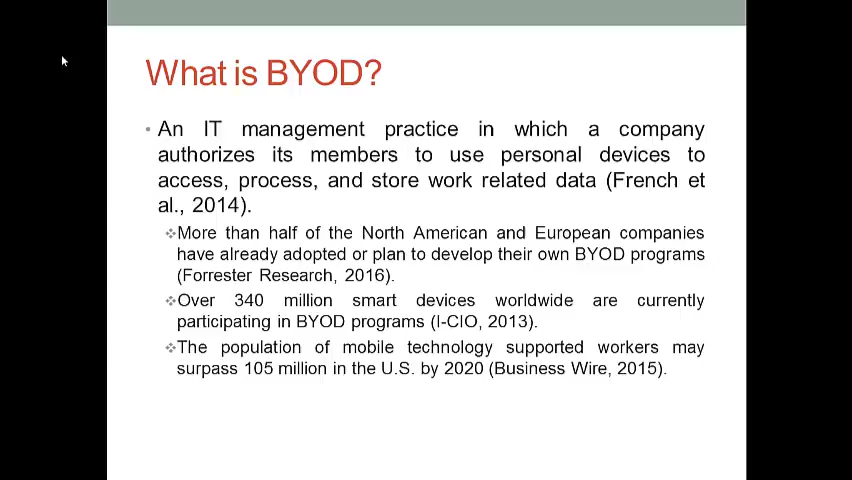 What is BYOD?
• An IT management practice in which a company
authorizes its members to use personal devices to
access, process, and store work related data (French et
al., 2014).
❖More than half of the North American and European companies
have already adopted or plan to develop their own BYOD programs
(Forrester Research, 2016).
❖Over 340 million smart devices worldwide are currently
participating in BYOD programs (I-CIO, 2013).
❖The population of mobile technology supported workers may
surpass 105 million in the U.S. by 2020 (Business Wire, 2015).